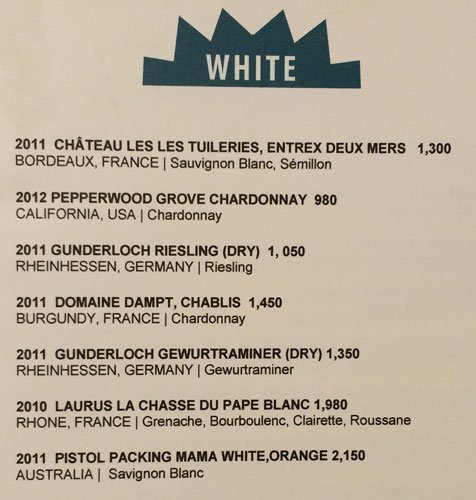 WHITE
2011 CHÂTEAU LES LES TUILERIES, ENTREX DEUX MERS 1,300
BORDEAUX, FRANCE | Sauvignon Blanc, Sémillon
2012 PEPPERWOOD GROVE CHARDONNAY 980
CALIFORNIA, USA | Chardonnay
2011 GUNDERLOCH RIESLING (DRY) 1, 050
RHEINHESSEN, GERMANY | Riesling
2011 DOMAINE DAMPT, CHABLIS 1,450
BURGUNDY, FRANCE | Chardonnay
2011 GUNDERLOCH GEWURTRAMINER (DRY) 1,350
RHEINHESSEN, GERMANY | Gewurtraminer
2010 LAURUS LA CHASSE DU PAPE BLANC 1,980
RHONE, FRANCE | Grenache, Bourboulenc, Clairette, Roussane
2011 PISTOL PACKING MAMA WHITE,ORANGE 2,150
AUSTRALIA | Savignon Blanc